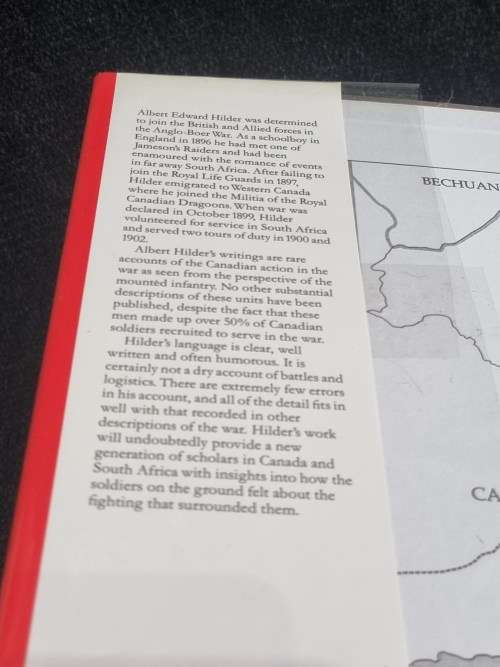 Albert Edward Hilder was determined
to join the British and Allied forces in
the Anglo-Boer War. As a schoolboy in
England in 1896 he had met one of
Jameson's Raiders and had been
enamoured with the romance of events
in far away South Africa. After failing to
join the Royal Life Guards in 1897,
Hilder emigrated to Western Canada
where he joined the Militia of the Royal
Canadian Dragoons. When war was
declared in October 1899, Hilder
volunteered for service in South Africa
and served two tours of duty in 1900 and
1902.
Albert Hilder's writings are rare
accounts of the Canadian action in the
war as seen from the perspective of the
mounted infantry. No other substantial
descriptions of these units have been
published, despite the fact that these
men made up over 50% of Canadian
soldiers recruited to serve in the war.
Hilder's language is clear, well
written and often humorous. It is
certainly not a dry account of battles and
logistics. There are extremely few errors
in his account, and all of the detail fits in
well with that recorded in other
descriptions of the war. Hilder's work
will undoubtedly provide a new
generation of scholars in Canada and
South Africa with insights into how the
soldiers on the ground felt about the
fighting that surrounded them.
BECHUAN
CA